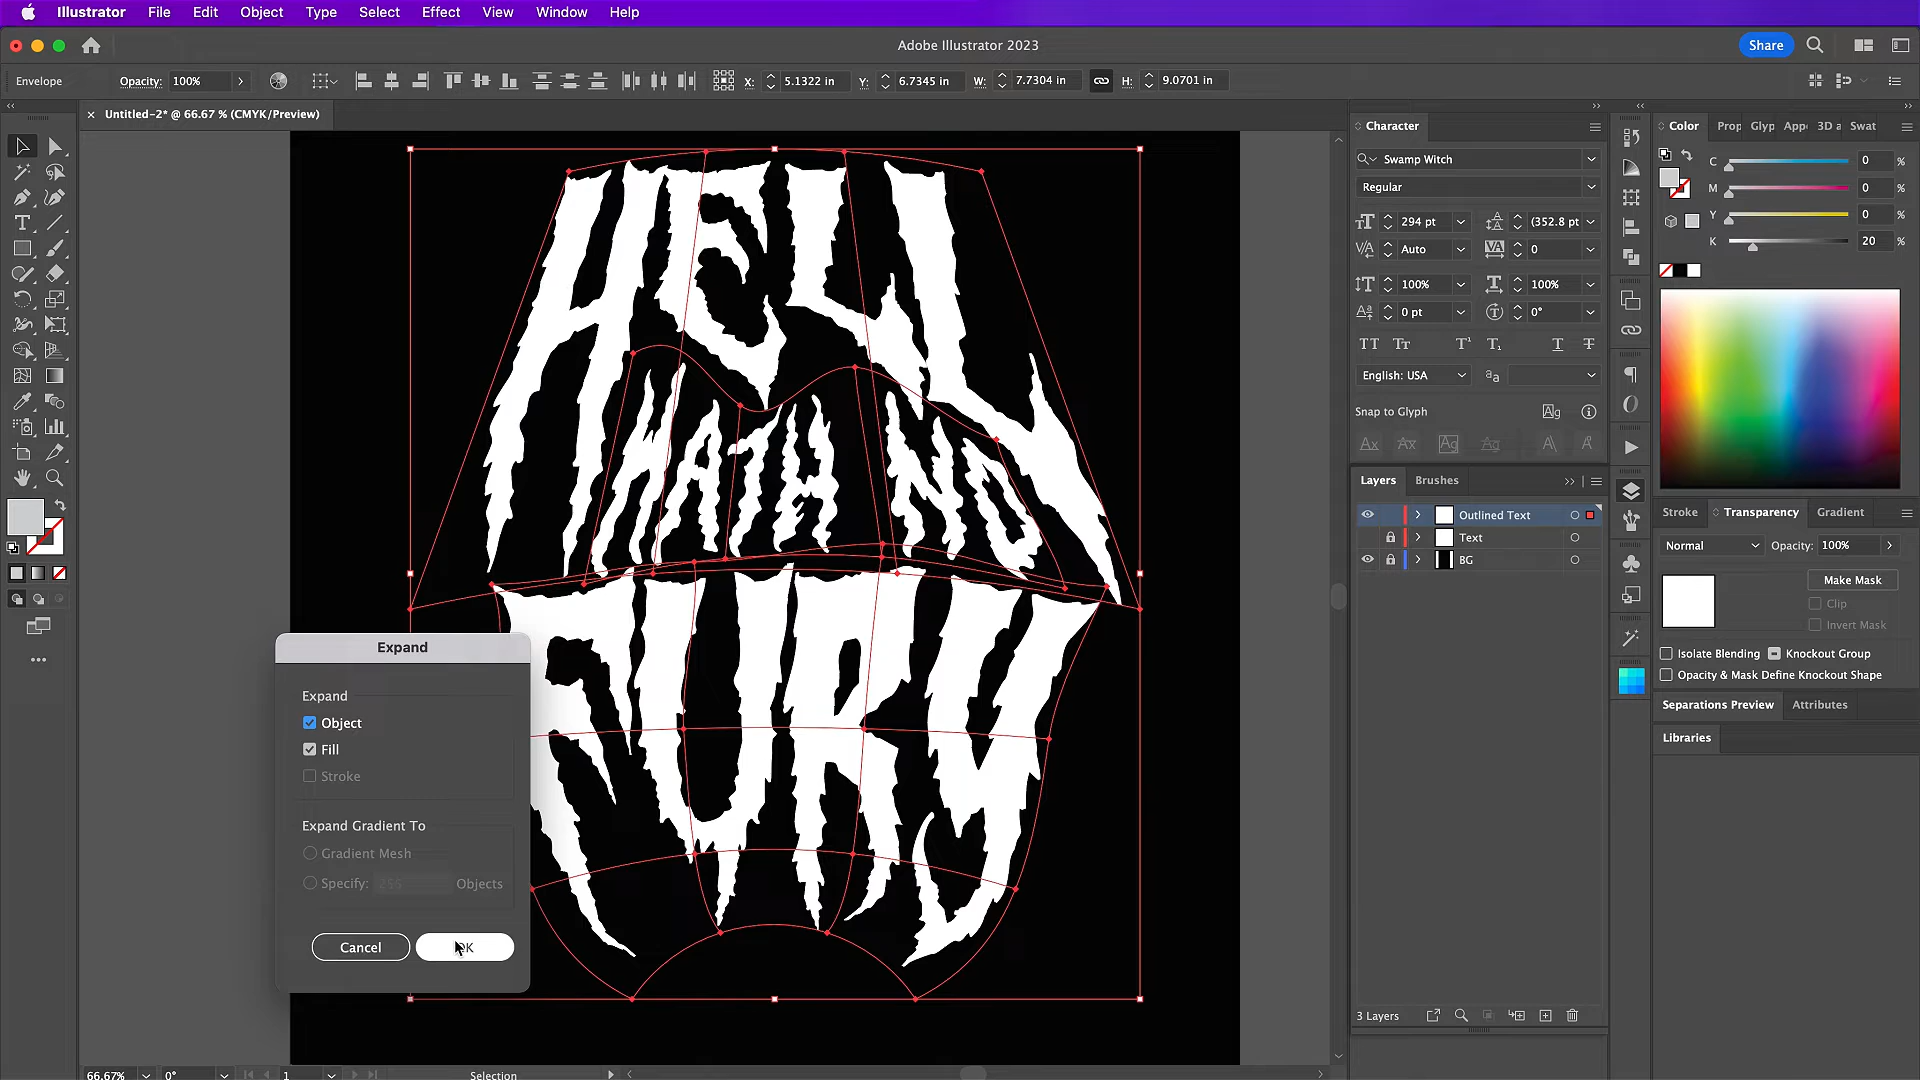 Illustrator File Edit Object Type Select Effect View Window Help
Adobe Illustrator 2023
Share
Envelope Opacity: 100% X: 5.1322 in Y: 6.7345 in W: 7.7304 in H: 9.0701 in
Untitled-2* @ 66.67 % (CMYK/Preview)
HELL
HATH NO
FURY
Expand
Expand
Object
Fill
Stroke
Expand Gradient To
Gradient Mesh
Specify: Objects
Cancel
66.67% 0° 1 Selection
Character
Swamp Witch
Regular
294 pt (352.8 pt
Auto 0
100% 100%
0 pt 0°
English: USA
Snap to Glyph
Layers Brushes
Outlined Text
Text
BG
3 Layers
Color Prop Glyp Appe 3D a Swat
C 0 %
M 0 %
Y 0 %
K 20 %
Stroke Transparency Gradient
Normal Opacity: 100%
Make Mask
Clip
Invert Mask
Isolate Blending Knockout Group
Opacity & Mask Define Knockout Shape
Separations Preview Attributes
Libraries